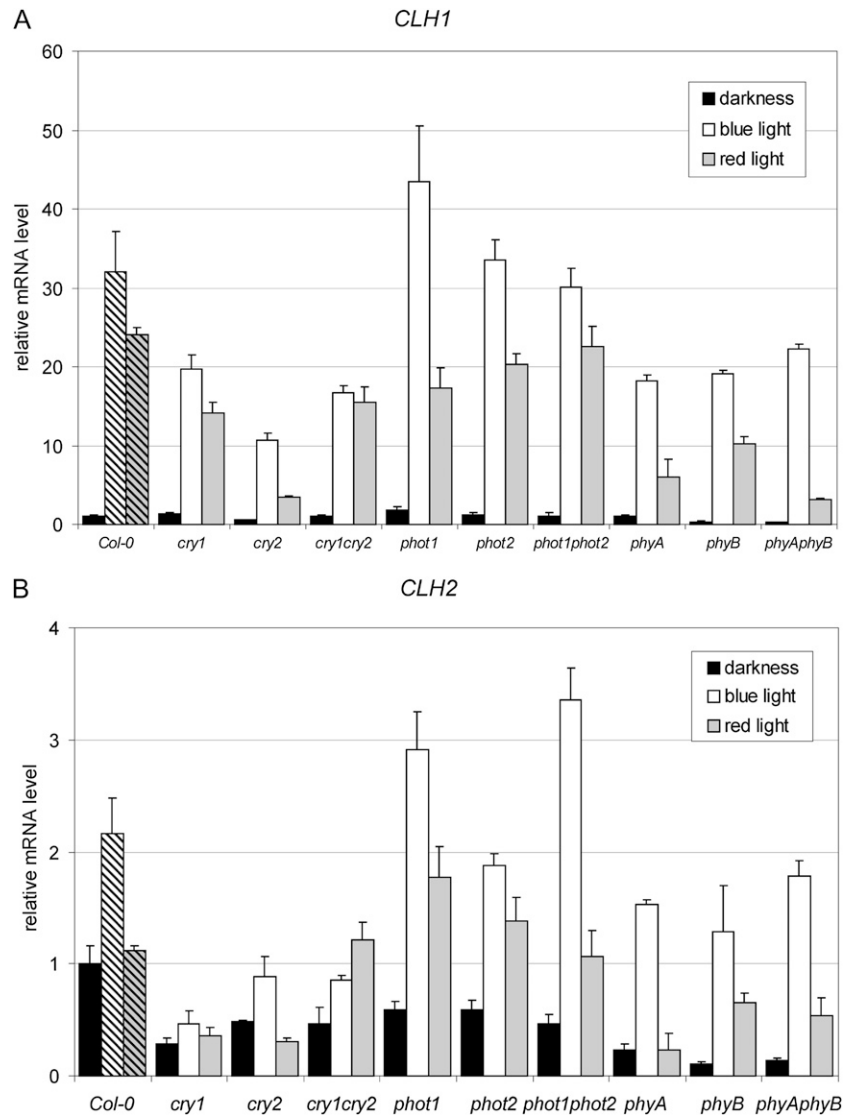 A
CLH1
60
50
40
30
20
10
0
relative mRNA level
darkness
blue light
red light
Col-0 cry1 cry2 cry1cry2 phot1 phot2 phot1phot2 phyA phyB phyAphyB
B
CLH2
4
3
2
1
0
relative mRNA level
darkness
blue light
red light
Col-0 cry1 cry2 cry1cry2 phot1 phot2 phot1phot2 phyA phyB phyAphyB